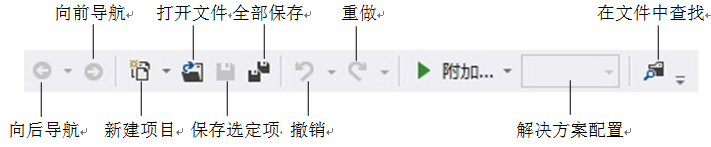 向前导航 打开文件 全部保存 重做 在文件中查找
附加...
向后导航 新建项目 保存选定项 撤销 解决方案配置